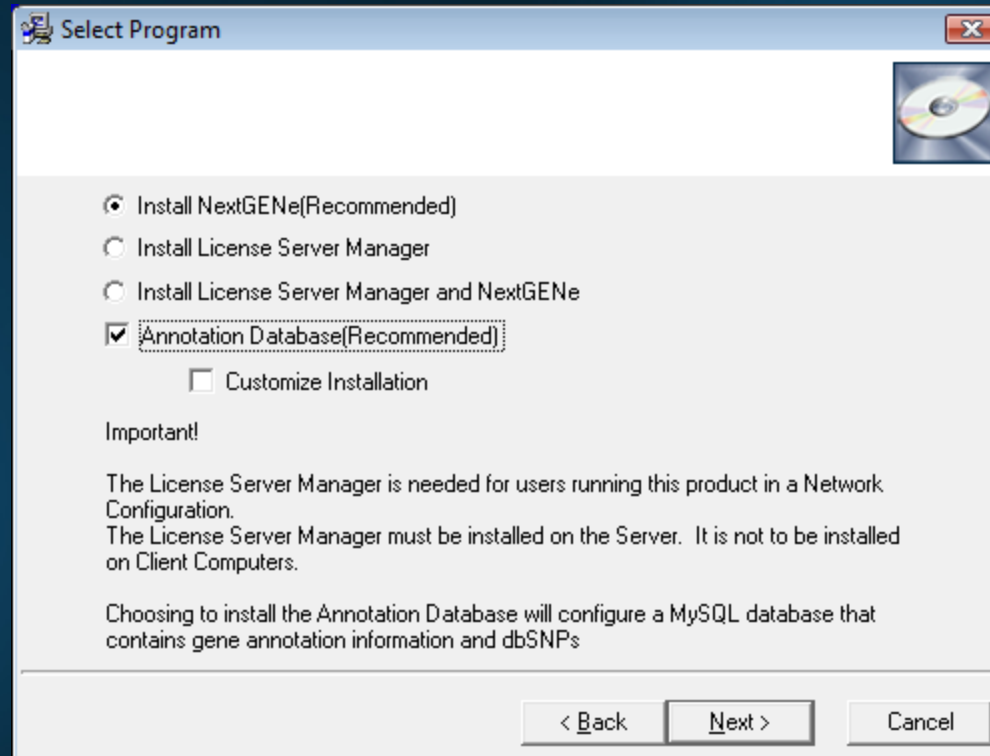 Select Program
Install NextGENe(Recommended)
Install License Server Manager
Install License Server Manager and NextGENe
Annotation Database(Recommended)
Customize Installation
Important!
The License Server Manager is needed for users running this product in a Network
Configuration.
The License Server Manager must be installed on the Server.  It is not to be installed
on Client Computers.
Choosing to install the Annotation Database will configure a MySQL database that
contains gene annotation information and dbSNPs
< Back Next > Cancel